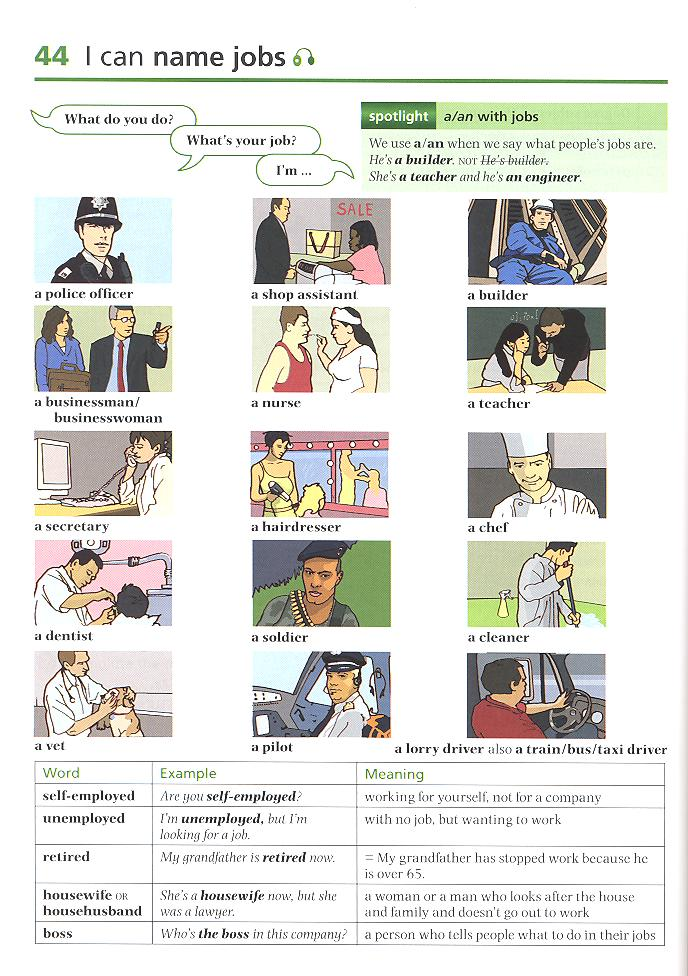 44 I can name jobs
What do you do?
What's your job?
I'm ...
spotlight a/an with jobs
We use a/an when we say what people's jobs are.
He's a builder. NOT He's builder.
She's a teacher and he's an engineer.
SALE
a police officer
a shop assistant
a builder
a businessman/
businesswoman
a nurse
a teacher
a secretary
a hairdresser
a chef
a dentist
a soldier
a cleaner
a vet
a pilot
a lorry driver also a train/bus/taxi driver
Word Example Meaning
self-employed Are you self-employed? working for yourself, not for a company
unemployed I'm unemployed, but I'm with no job, but wanting to work
looking for a job.
retired My grandfather is retired now. = My grandfather has stopped work because he
is over 65.
housewife OR She's a housewife now, but she a woman or a man who looks after the house
househusband was a lawyer. and family and doesn't go out to work
boss Who's the boss in this company? a person who tells people what to do in their jobs